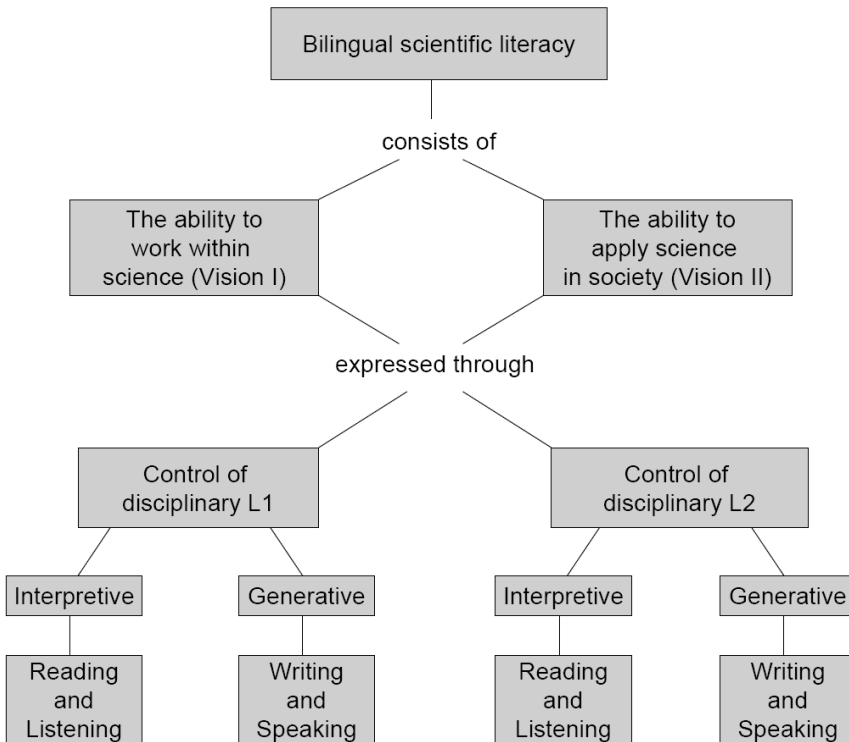 Bilingual scientific literacy
consists of
The ability to
work within
science (Vision I)
The ability to
apply science
in society (Vision II)
expressed through
Control of
disciplinary L1
Control of
disciplinary L2
Interpretive
Generative
Interpretive
Generative
Reading
and
Listening
Writing
and
Speaking
Reading
and
Listening
Writing
and
Speaking